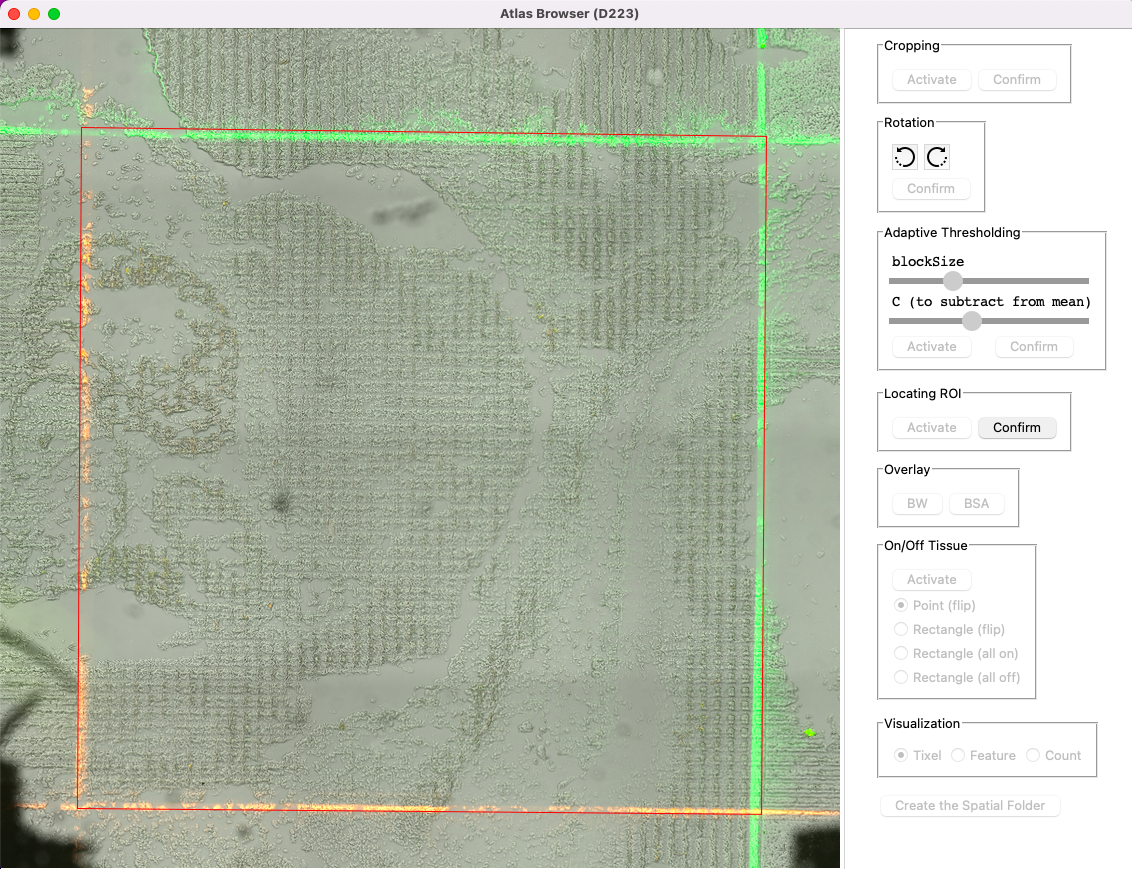 Atlas Browser (D223)
Cropping
Activate Confirm
Rotation
Confirm
Adaptive Thresholding
blockSize
C (to subtract from mean)
Activate Confirm
Locating ROI
Activate Confirm
Overlay
BW BSA
On/Off Tissue
Activate
Point (flip)
Rectangle (flip)
Rectangle (all on)
Rectangle (all off)
Visualization
Tixel Feature Count
Create the Spatial Folder